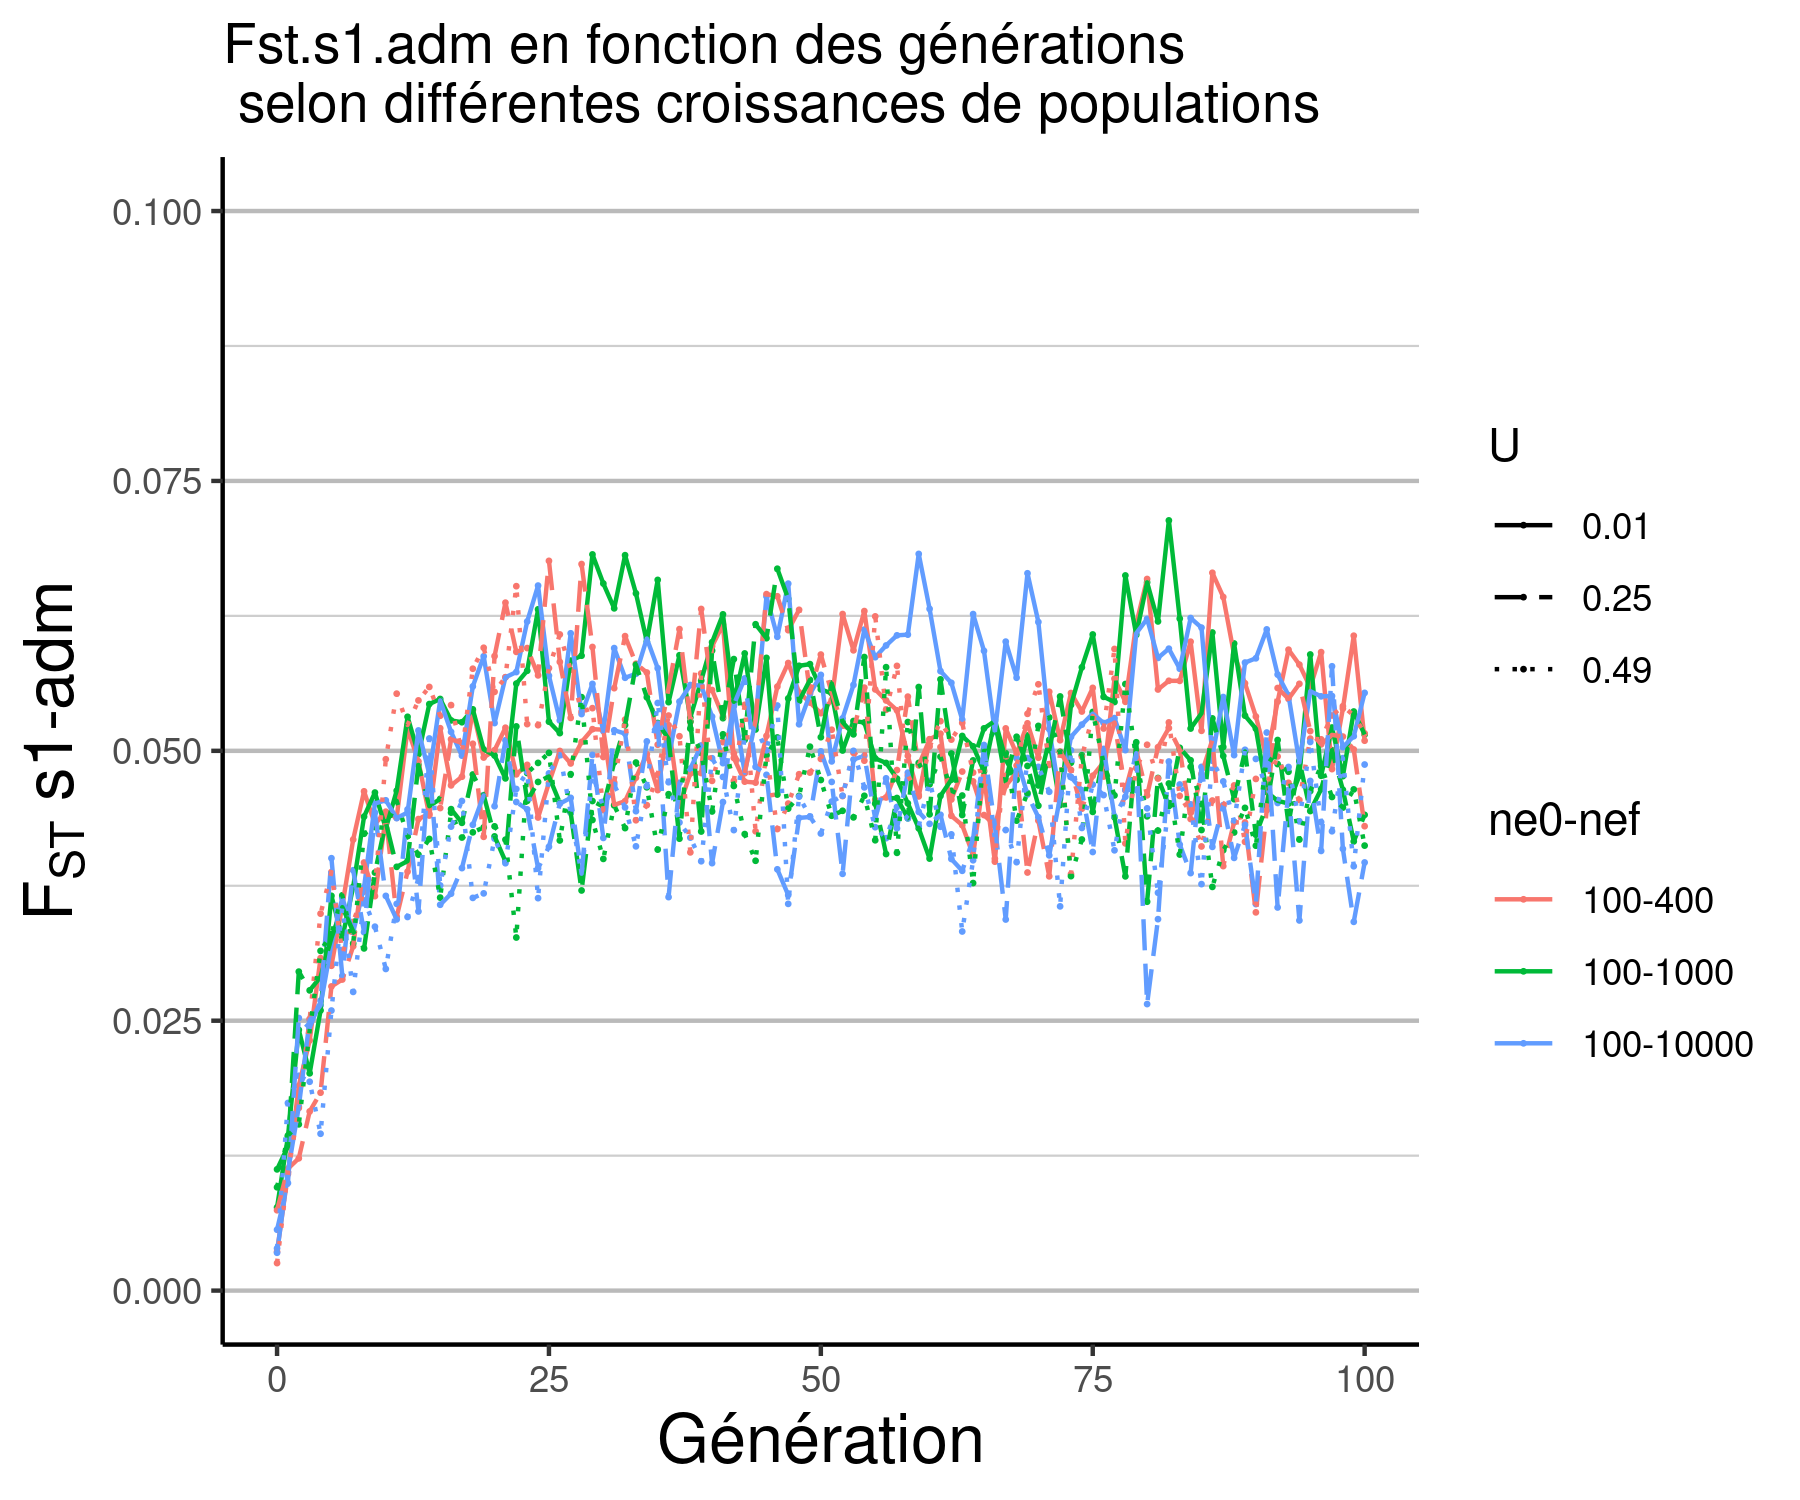 Fst.s1.adm en fonction des générations
selon différentes croissances de populations
0.100
0.075
0.050
0.025
0.000
FST s1-adm
0
25
50
75
100
Génération
U
0.01
0.25
0.49
ne0-nef
100-400
100-1000
100-10000